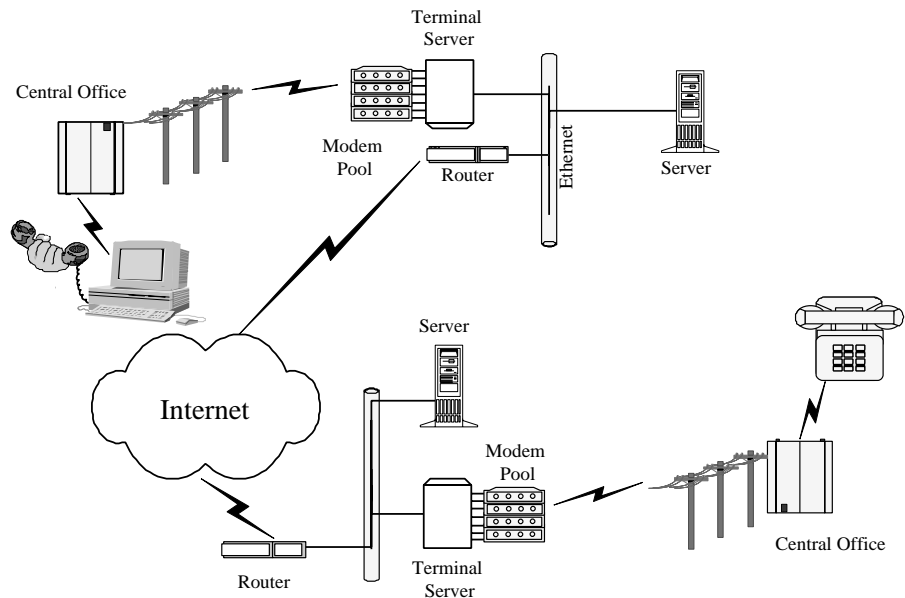 Terminal
Server
Central Office
Modem
Pool
Router
Ethernet
Server
Server
Internet
Modem
Pool
Router
Terminal
Server
Central Office